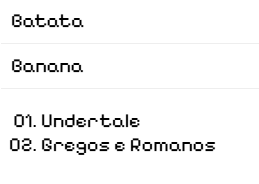 Batata
Banana
01. Undertale
02. Gregos e Romanos